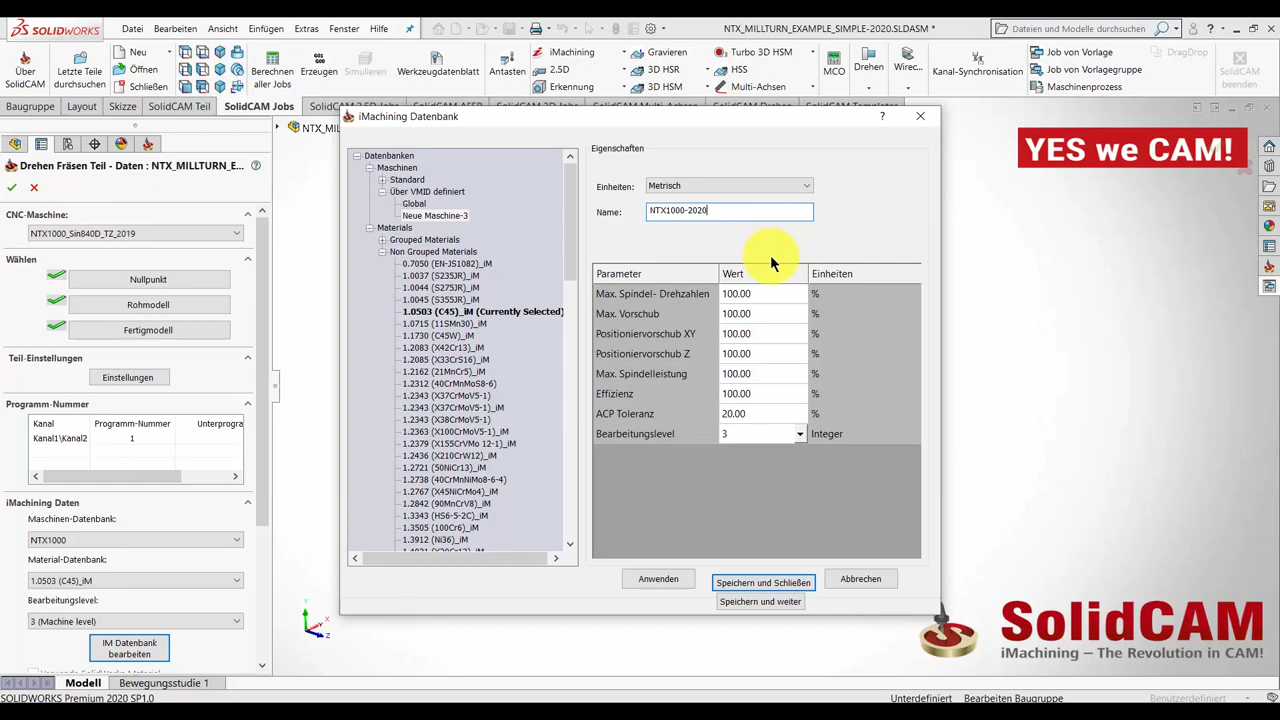 SOLIDWORKS
Datei
Bearbeiten
Ansicht
Einfügen
Extras
Fenster
Hilfe
NTX_MILLTURN_EXAMPLE_SIMPLE-2020.SLDASM *
Dateien und Modelle durchsuchen
Über SolidCAM
Letzte Teile durchsuchen
Neu
Öffnen
Schließen
Berechnen aller Jobs
Erzeugen
Simulieren
Werkzeugdatenblatt
Antasten
iMachining
2.5D
Erkennung
Gravieren
3D HSR
3D HSM
Turbo 3D HSM
HSS
Multi-Achsen
MCO
Drehen
Wirec...
Kanal-Synchronisation
Job von Vorlage
Job von Vorlagegruppe
Maschinenprozess
DragDrop
SolidCAM beenden
Baugruppe
Layout
Skizze
SolidCAM Teil
SolidCAM Jobs
NTX_MIL
Drehen Fräsen Teil - Daten : NTX_MILLTURN_E...
CNC-Maschine:
NTX1000_Sin840D_TZ_2019
Wählen
Nullpunkt
Rohmodell
Fertigmodell
Teil-Einstellungen
Einstellungen
Programm-Nummer
Kanal
Programm-Nummer
Unterprogra
Kanal1\Kanal2
1
iMachining Daten
Maschinen-Datenbank:
NTX1000
Material-Datenbank:
1.0503 (C45)_iM
Bearbeitungslevel:
3 (Machine level)
IM Datenbank
bearbeiten
iMachining Datenbank
Datenbanken
Maschinen
Standard
Über VMID definiert
Global
Neue Maschine-3
Materials
Grouped Materials
Non Grouped Materials
0.7050 (EN-JS1082)_iM
1.0037 (S235JR)_iM
1.0044 (S275JR)_iM
1.0045 (S355JR)_iM
1.0503 (C45)_iM (Currently Selected)
1.0715 (11SMn30)_iM
1.1730 (C45W)_iM
1.2083 (X42Cr13)_iM
1.2085 (X33CrS16)_iM
1.2162 (21MnCr5)_iM
1.2312 (40CrMnMoS8-6)
1.2343 (X37CrMoV5-1)
1.2343 (X37CrMoV5-1)_iM
1.2343 (X38CrMoV5-1)
1.2363 (X100CrMoV5-1)
1.2379 (X155CrVMo 12-1)_iM
1.2436 (X210CrW12)_iM
1.2721 (50NiCr13)_iM
1.2738 (40CrMnNiMo8-6-4)
1.2767 (X45NiCrMo4)_iM
1.2842 (90MnCrV8)_iM
1.3343 (HS6-5-2C)_iM
1.3505 (100Cr6)_iM
1.3912 (Ni36)_iM
Eigenschaften
Einheiten:
Metrisch
Name:
NTX1000-2020
Parameter
Wert
Einheiten
Max. Spindel- Drehzahlen
100.00
%
Max. Vorschub
100.00
%
Positioniervorschub XY
100.00
%
Positioniervorschub Z
100.00
%
Max. Spindelleistung
100.00
%
Effizienz
100.00
%
ACP Toleranz
20.00
%
Bearbeitungslevel
3
Integer
Anwenden
Speichern und Schließen
Abbrechen
Speichern und weiter
YES we CAM!
SolidCAM
iMachining – The Revolution in CAM!
Y
X
Z
Modell
Bewegungsstudie 1
SOLIDWORKS Premium 2020 SP1.0
Unterdefiniert
Bearbeiten Baugruppe
Benutzerdefiniert